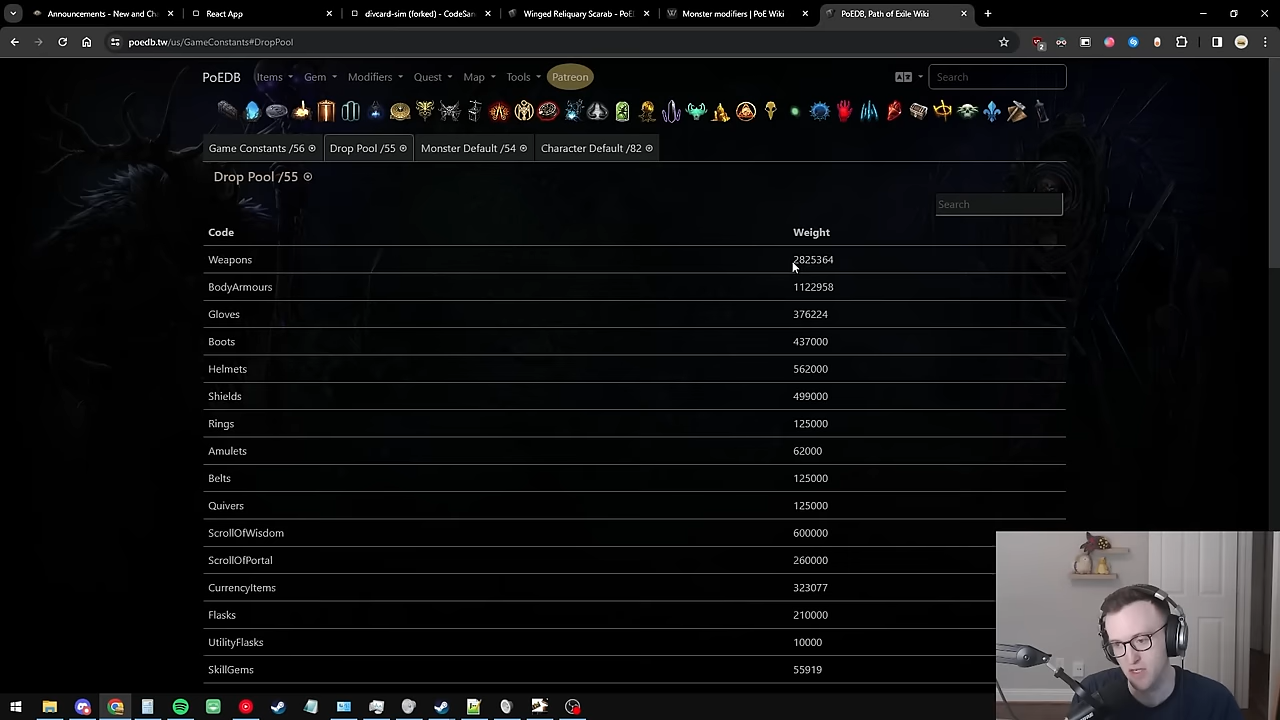 Announcements - New and Cha
React App
divcard-sim (forked) - CodeSan
Winged Reliquary Scarab - PoE
Monster modifiers | PoE Wiki
PoEDB, Path of Exile Wiki
poedb.tw/us/GameConstants#DropPool
2
PoEDB
Items
Gem
Modifiers
Quest
Map
Tools
Patreon
Search
Game Constants /56
Drop Pool /55
Monster Default /54
Character Default /82
Drop Pool /55
Search
Code Weight
Weapons 2825364
BodyArmours 1122958
Gloves 376224
Boots 437000
Helmets 562000
Shields 499000
Rings 125000
Amulets 62000
Belts 125000
Quivers 125000
ScrollOfWisdom 600000
ScrollOfPortal 260000
CurrencyItems 323077
Flasks 210000
UtilityFlasks 10000
SkillGems 55919